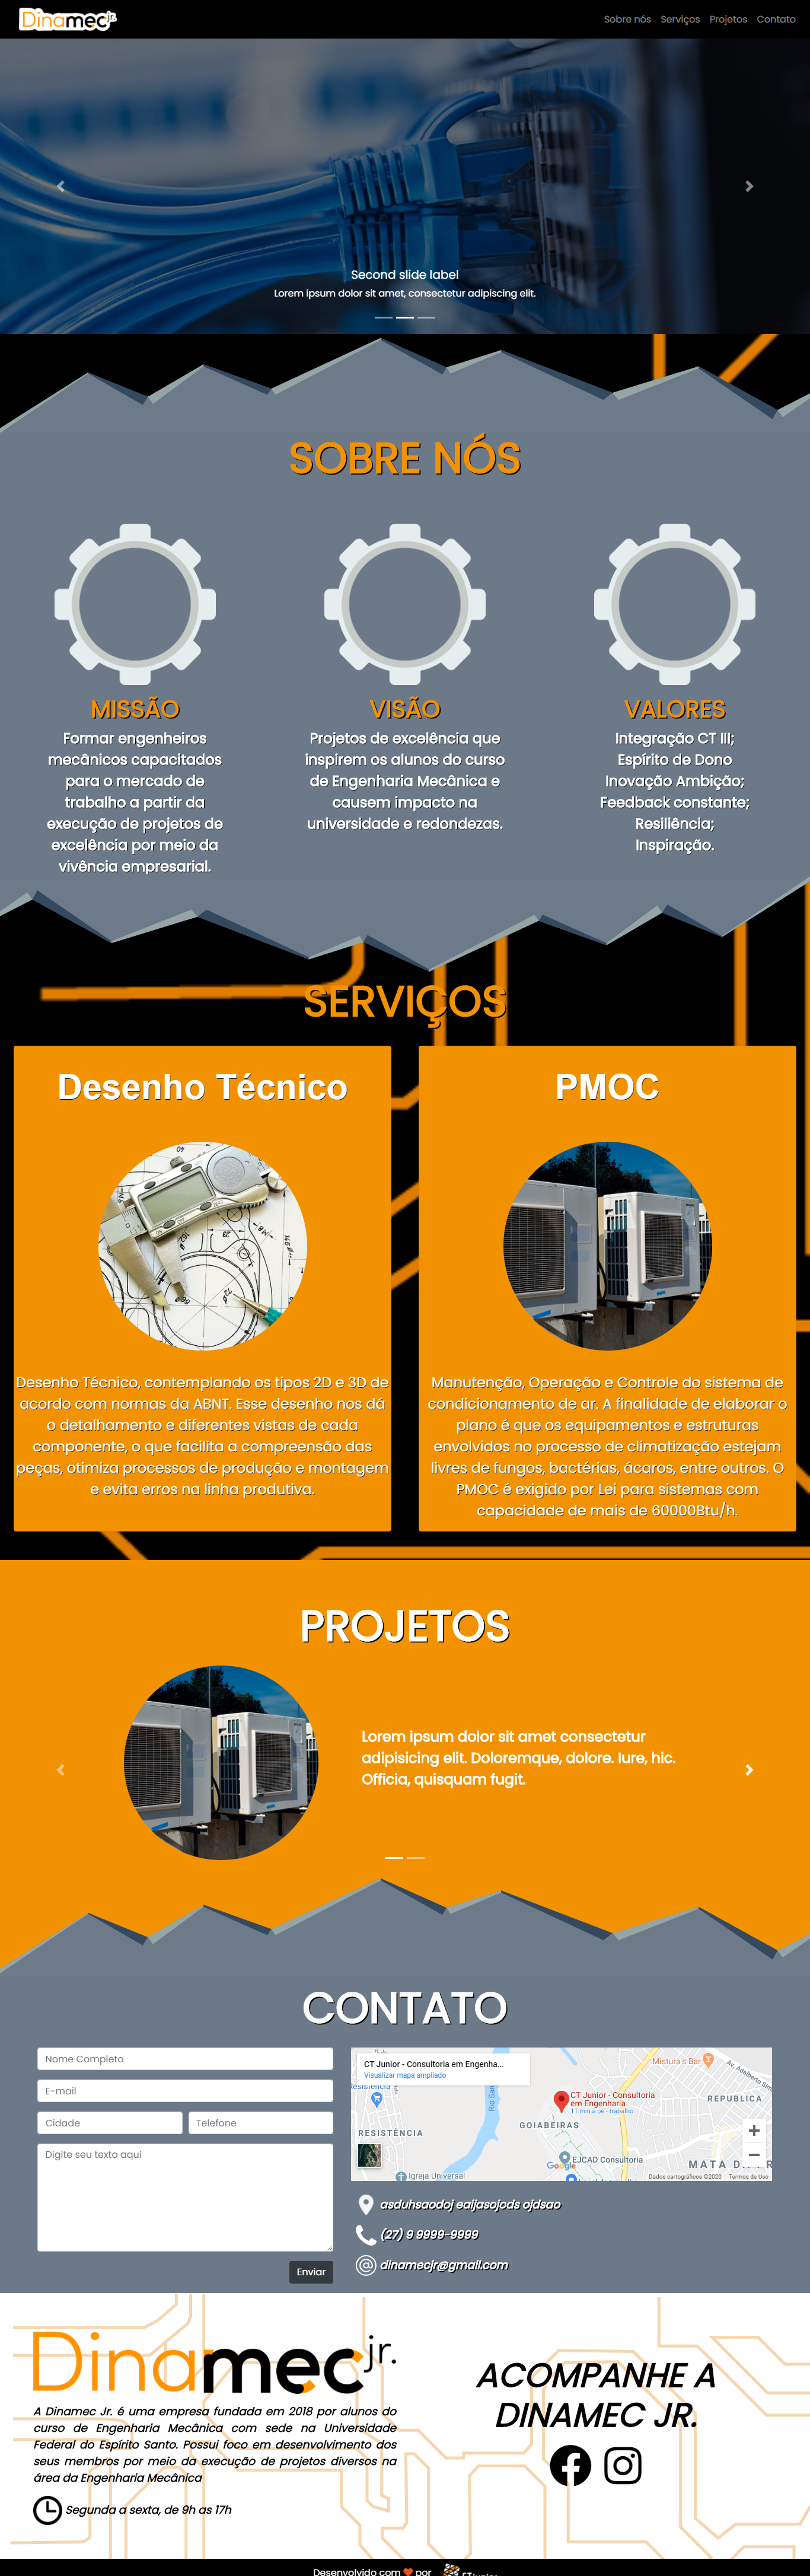 Dinamec jr.
Sobre nós Serviços Projetos Contato
Second slide label
Lorem ipsum dolor sit amet, consectetur adipiscing elit.
SOBRE NÓS
MISSÃO
Formar engenheiros
mecânicos capacitados
para o mercado de
trabalho a partir da
execução de projetos de
excelência por meio da
vivência empresarial.
VISÃO
Projetos de excelência que
inspirem os alunos do curso
de Engenharia Mecânica e
causem impacto na
universidade e redondezas.
VALORES
Integração CT III;
Espírito de Dono
Inovação Ambição;
Feedback constante;
Resiliência;
Inspiração.
SERVIÇOS
Desenho Técnico
Desenho Técnico, contemplando os tipos 2D e 3D de
acordo com normas da ABNT. Esse desenho nos dá
o detalhamento e diferentes vistas de cada
componente, o que facilita a compreensão das
peças, otimiza processos de produção e montagem
e evita erros na linha produtiva.
PMOC
Manutenção, Operação e Controle do sistema de
condicionamento de ar. A finalidade de elaborar o
plano é que os equipamentos e estruturas
envolvidos no processo de climatização estejam
livres de fungos, bactérias, ácaros, entre outros. O
PMOC é exigido por Lei para sistemas com
capacidade de mais de 60000Btu/h.
PROJETOS
Lorem ipsum dolor sit amet consectetur
adipisicing elit. Doloremque, dolore. Iure, hic.
Officia, quisquam fugit.
CONTATO
Nome Completo
E-mail
Cidade Telefone
Digite seu texto aqui
Enviar
CT Junior - Consultoria em Engenha...
Visualizar mapa ampliado
Mistura's Bar
Resistência
Rio San
CT Junior - Consultoria
em Engenharia
11 min a pé - trabalho
REPUBLICA
GOIABEIRAS
RESISTÊNCIA
EJCAD Consultoria
MATA DA
Google
Igreja Universal -
Dados cartográficos ©2020 Termos de Uso
asduhsaodoj eaijasojods ojdsao
(27) 9 9999-9999
dinamecjr@gmail.com
Dinamec jr.
A Dinamec Jr. é uma empresa fundada em 2018 por alunos do
curso de Engenharia Mecânica com sede na Universidade
Federal do Espírito Santo. Possui foco em desenvolvimento dos
seus membros por meio da execução de projetos diversos na
área da Engenharia Mecânica
Segunda a sexta, de 9h as 17h
ACOMPANHE A
DINAMEC JR.
Desenvolvido com ❤ por